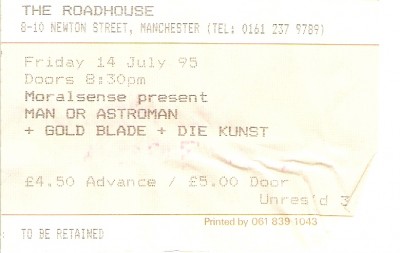 THE ROADHOUSE
8-10 NEWTON STREET, MANCHESTER (TEL: 0161 237 9789)
Friday 14 July 95
Doors 8:30pm
Moralsense present
MAN OR ASTROMAN
+ GOLD BLADE + DIE KUNST
£4.50 Advance / £5.00 Door
Unres'd 3
Printed by 061 839 1043
TO BE RETAINED